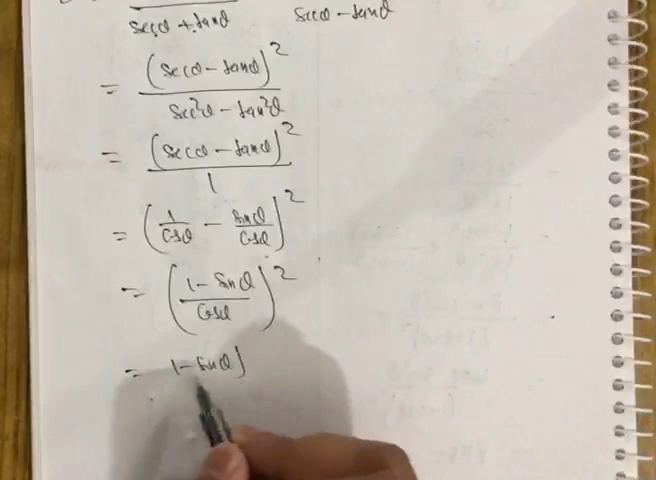 secθ + tanθ secθ - tanθ
= (secθ - tanθ)² / sec²θ - tan²θ
= (secθ - tanθ)² / 1
= (1/cosθ - sinθ/cosθ)²
= (1 - sinθ / cosθ)²
= 1 - sinθ)